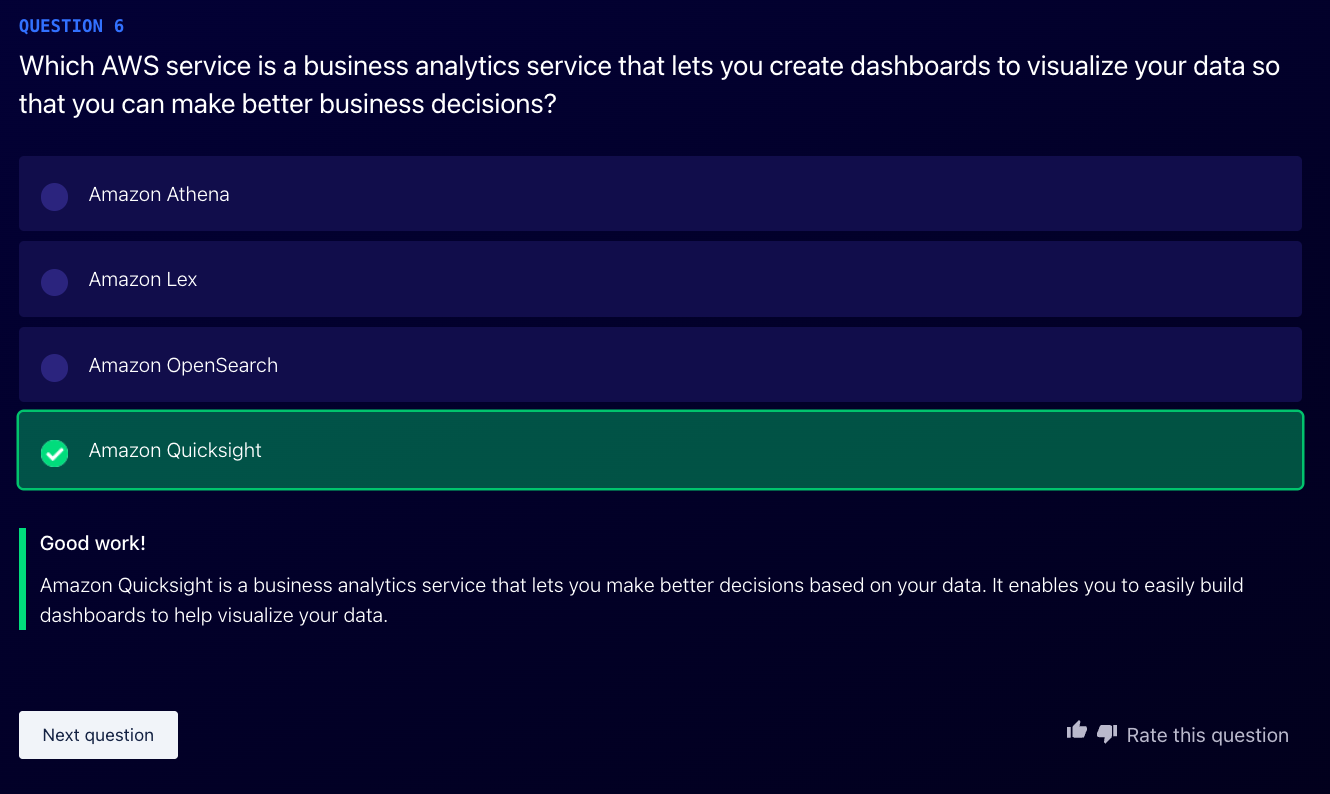 QUESTION 6
Which AWS service is a business analytics service that lets you create dashboards to visualize your data so
that you can make better business decisions?
Amazon Athena
Amazon Lex
Amazon OpenSearch
Amazon Quicksight
Good work!
Amazon Quicksight is a business analytics service that lets you make better decisions based on your data. It enables you to easily build
dashboards to help visualize your data.
Next question
Rate this question